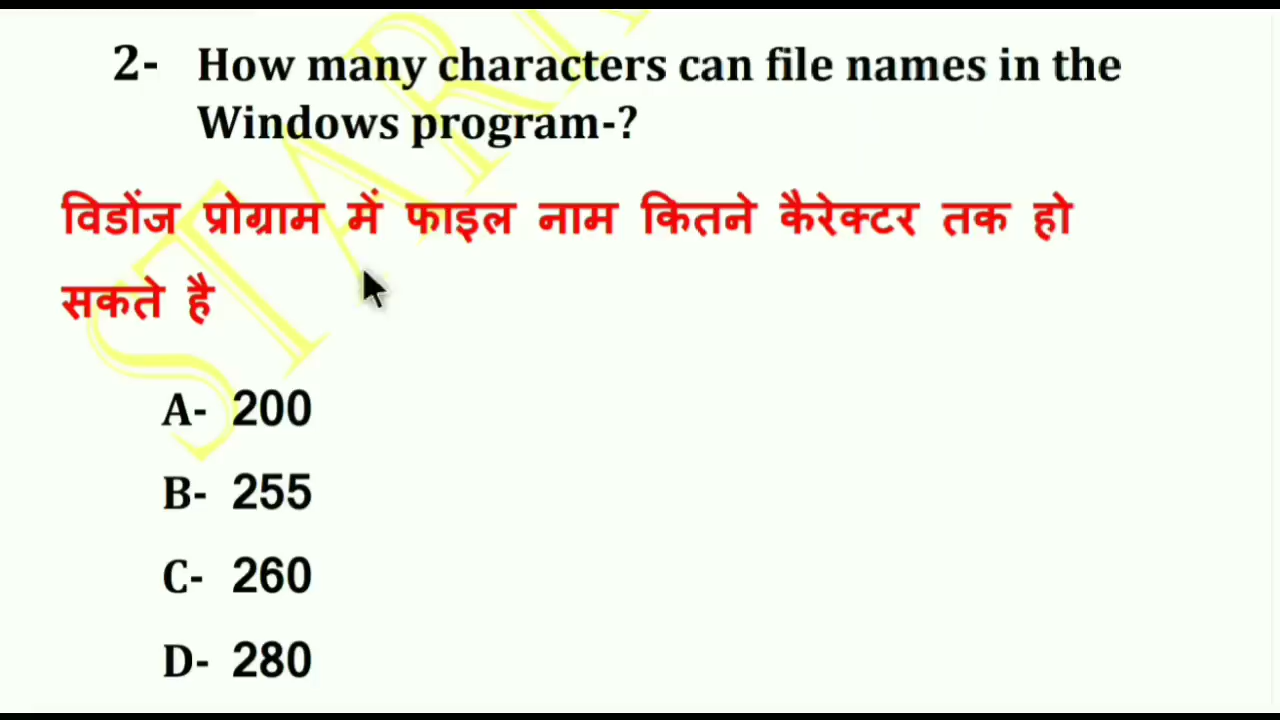 2- How many characters can file names in the
Windows program-?
विडोंज प्रोग्राम में फाइल नाम कितने कैरेक्टर तक हो
सकते है
A- 200
B- 255
C- 260
D- 280